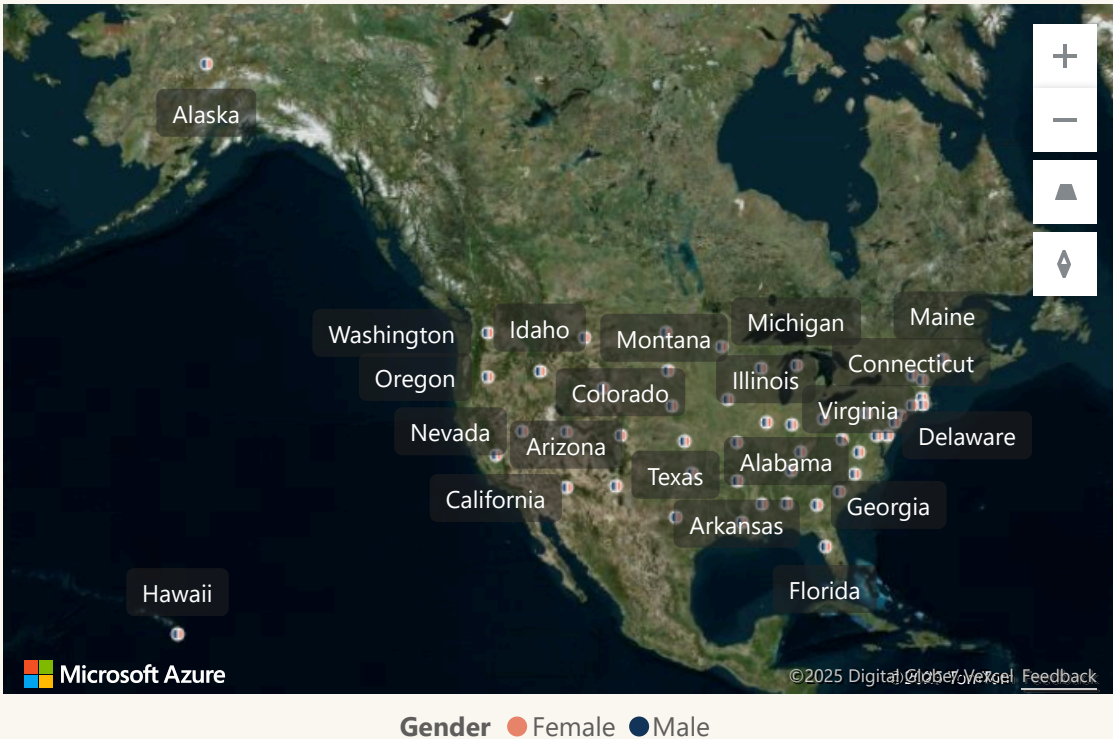 Alaska
Michigan
Maine
Washington
Idaho
Montana
Connecticut
Oregon
Colorado
Illinois
Virginia
Nevada
Arizona
Delaware
Texas
Alabama
California
Arkansas
Georgia
Hawaii
Florida
Microsoft Azure
©2025 Feedback
Gender Female Male